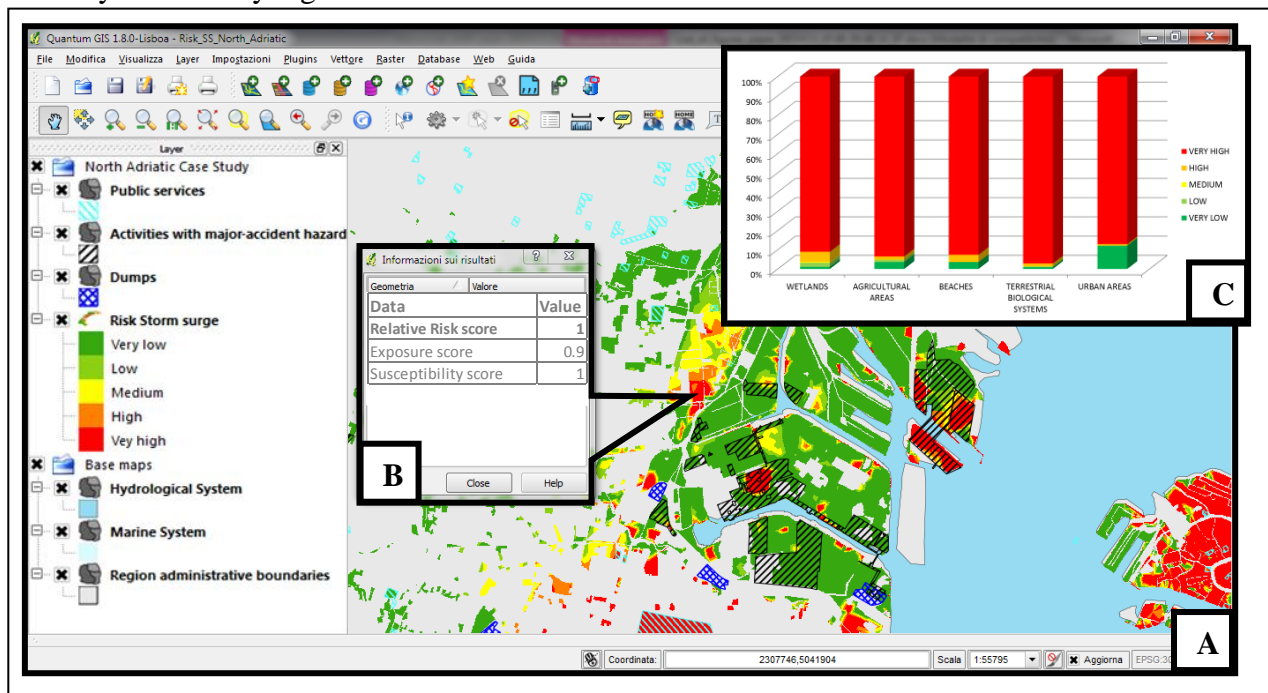 Quantum GIS 1.8.0-Lisboa - Risk_SS_North_Adriatic
File Modifica Visualizza Layer Impostazioni Plugins Vettore Raster Database Web Guida
Layer
North Adriatic Case Study
Public services
Activities with major-accident hazard
Dumps
Risk Storm surge
Very low
Low
Medium
High
Vey high
Base maps
Hydrological System
Marine System
Region administrative boundaries
Informazioni sui risultati
Geometria Valore
Data Value
Relative Risk score 1
Exposure score 0.9
Susceptibility score 1
B
Close Help
100%
90%
80%
70%
60%
50%
40%
30%
20%
10%
0%
WETLANDS
AGRICULTURAL
AREAS
BEACHES
TERRESTRIAL
BIOLOGICAL
SYSTEMS
URBAN AREAS
VERY HIGH
HIGH
MEDIUM
LOW
VERY LOW
C
A
Coordinata: 2307746,5041904 Scala 1:55795 Aggiorna